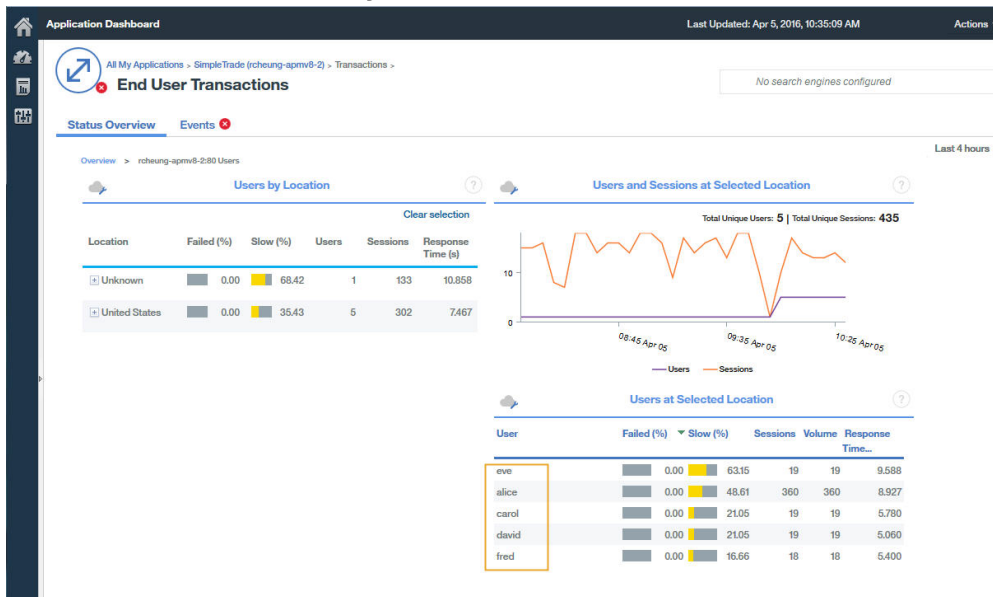 Application Dashboard
Last Updated: Apr 5, 2016, 10:35:09 AM
Actions
All My Applications > SimpleTrade (rcheung-apmv8-2) > Transactions >
End User Transactions
No search engines configured
Status Overview Events
Last 4 hours
Overview > rcheung-apmv8-2:80 Users
Users by Location ?
Clear selection
Location Failed (%) Slow (%) Users Sessions Response Time (s)
Unknown 0.00 68.42 1 133 10.858
United States 0.00 35.43 5 302 7.467
Users and Sessions at Selected Location ?
Total Unique Users: 5 | Total Unique Sessions: 435
10
0
08:45 Apr 05 09:35 Apr 05 10:25 Apr 05
Users Sessions
Users at Selected Location ?
User Failed (%) Slow (%) Sessions Volume Response Time...
eve 0.00 63.15 19 19 9.588
alice 0.00 48.61 360 360 8.927
carol 0.00 21.05 19 19 5.780
david 0.00 21.05 19 19 5.060
fred 0.00 16.66 18 18 5.400